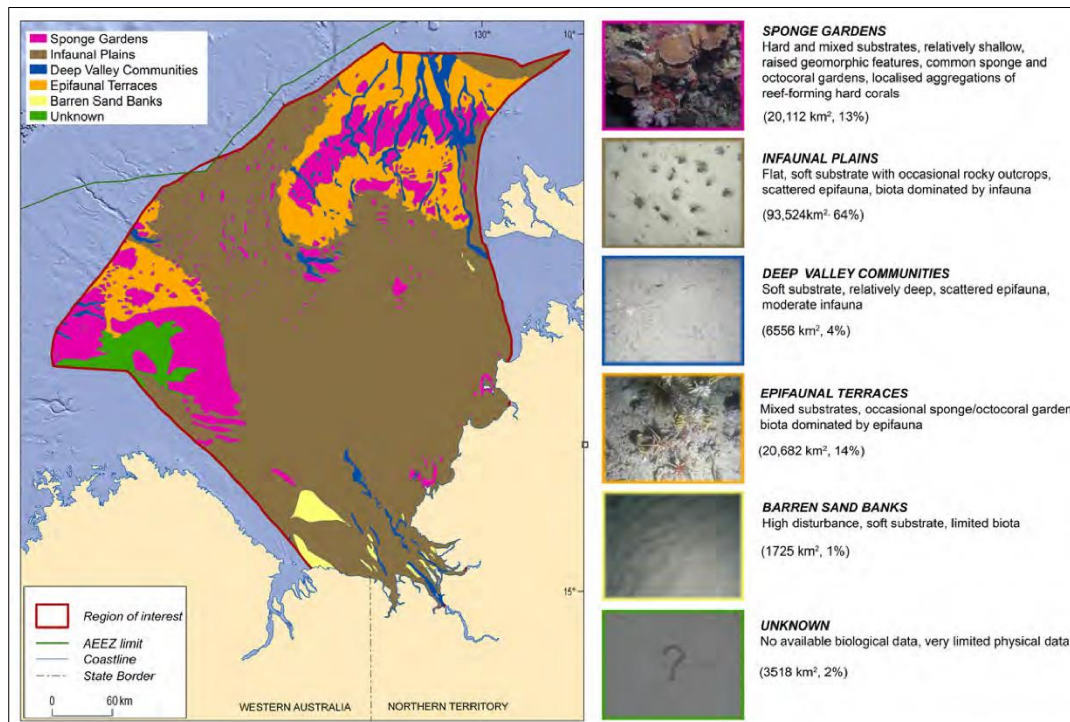 Sponge Gardens
Infaunal Plains
Deep Valley Communities
Epifaunal Terraces
Barren Sand Banks
Unknown
130°
10°
15°
Region of interest
AEEZ limit
Coastline
State Border
0 60 km
WESTERN AUSTRALIA NORTHERN TERRITORY
SPONGE GARDENS
Hard and mixed substrates, relatively shallow,
raised geomorphic features, common sponge and
octocoral gardens, localised aggregations of
reef-forming hard corals
(20,112 km², 13%)
INFAUNAL PLAINS
Flat, soft substrate with occasional rocky outcrops,
scattered epifauna, biota dominated by infauna
(93,524km², 64%)
DEEP VALLEY COMMUNITIES
Soft substrate, relatively deep, scattered epifauna,
moderate infauna
(6556 km², 4%)
EPIFAUNAL TERRACES
Mixed substrates, occasional sponge/octocoral garden
biota dominated by epifauna
(20,682 km², 14%)
BARREN SAND BANKS
High disturbance, soft substrate, limited biota
(1725 km², 1%)
?
UNKNOWN
No available biological data, very limited physical data
(3518 km², 2%)